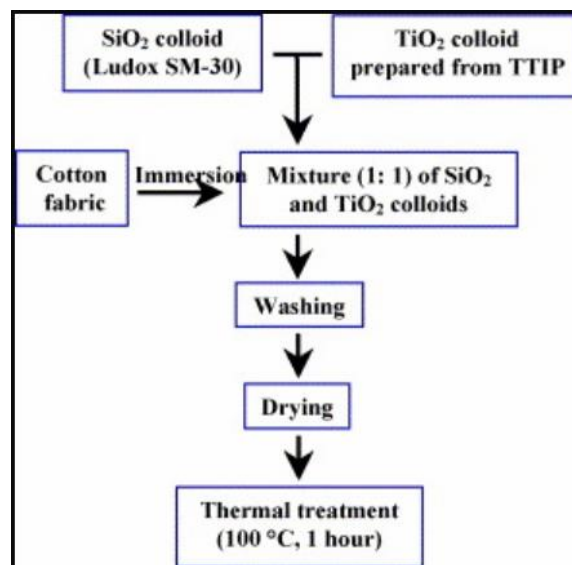 SiO₂ colloid
(Ludox SM-30)
TiO₂ colloid
prepared from TTIP
Cotton
fabric
Immersion
Mixture (1: 1) of SiO₂
and TiO₂ colloids
Washing
Drying
Thermal treatment
(100 °C, 1 hour)